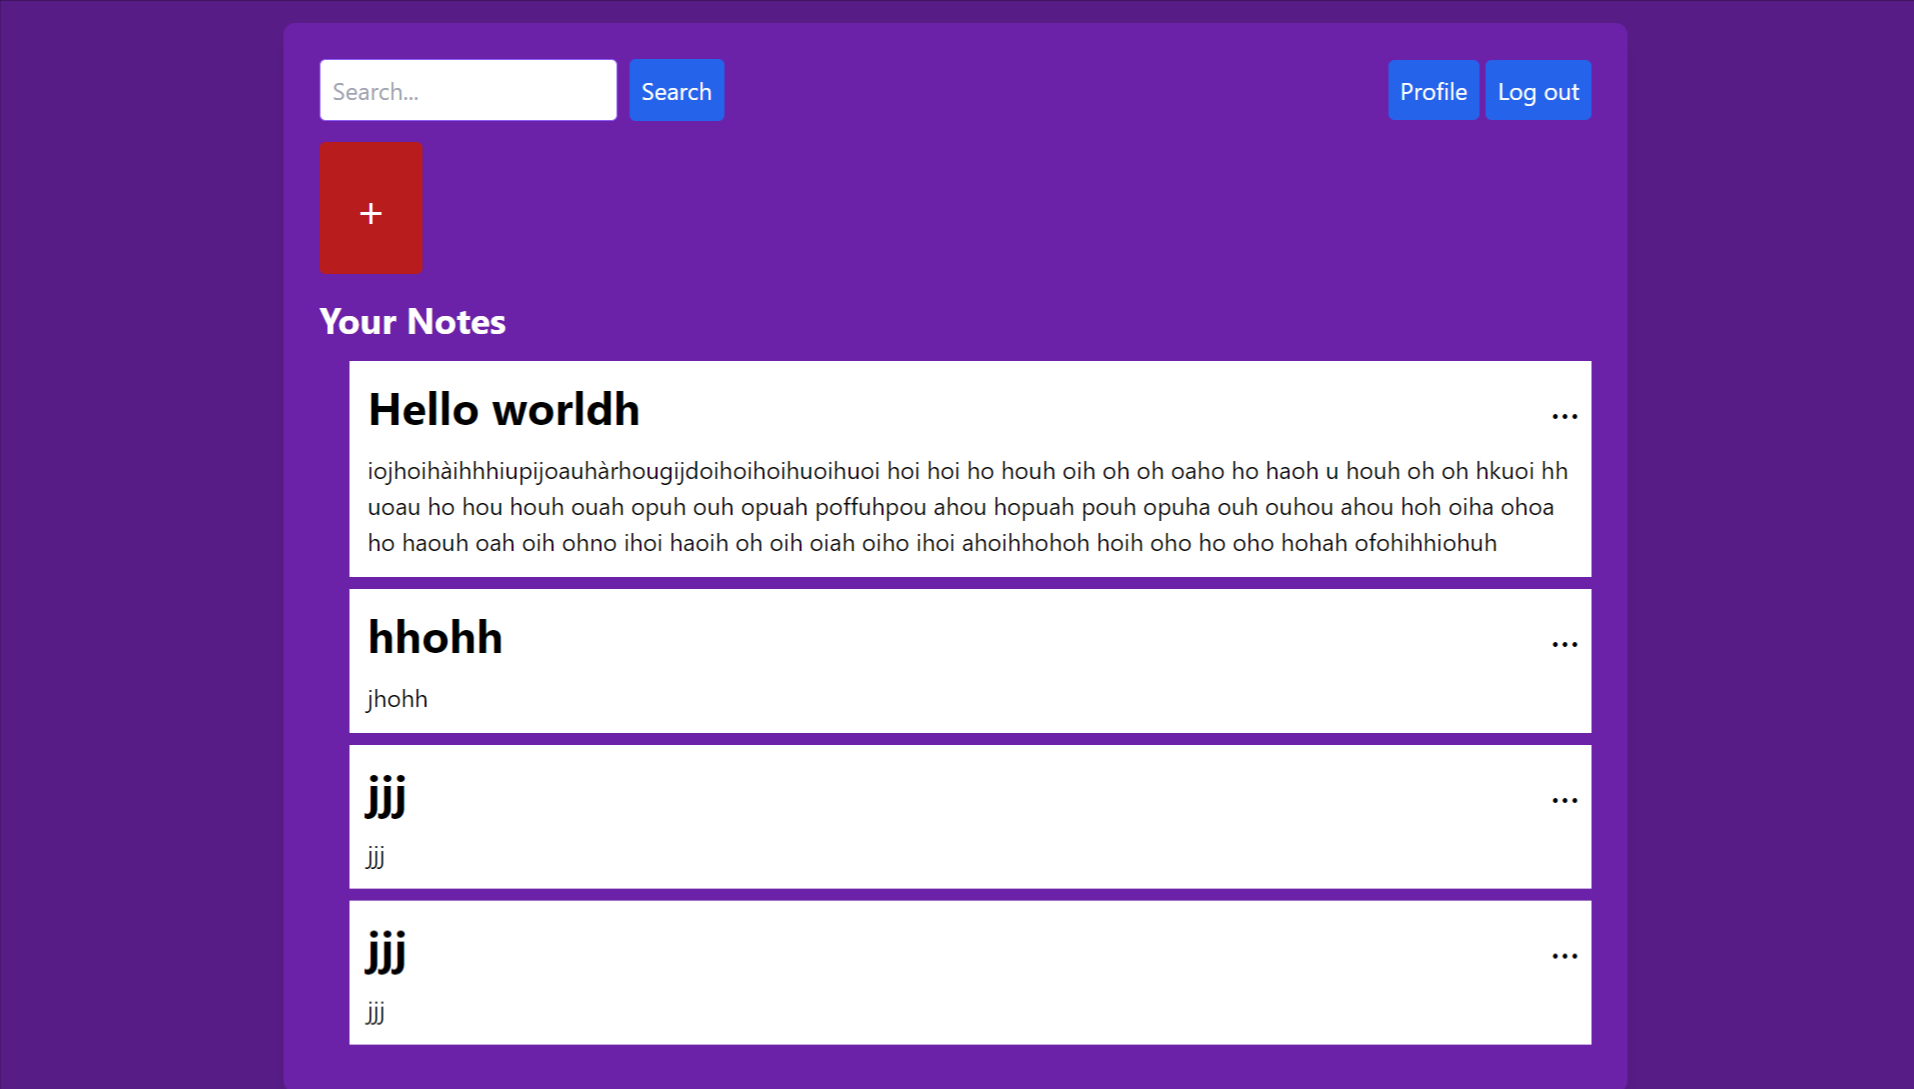 Search...
Search
Profile
Log out
+
Your Notes
Hello worldh
...
iojhoihàihhhiupijoauhàrhougijdoihoihoihuoihuoi hoi hoi ho houh oih oh oh oaho ho haoh u houh oh oh hkuoi hh
uoau ho hou houh ouah opuh ouh opuah poffuhpou ahou hopuah pouh opuha ouh ouhou ahou hoh oiha ohoa
ho haouh oah oih ohno ihoi haoih oh oih oiah oiho ihoi ahoihhohoh hoih oho ho oho hohah ofohihhiohuh
hhohh
...
jhohh
jjj
...
jjj
jjj
...
jjj